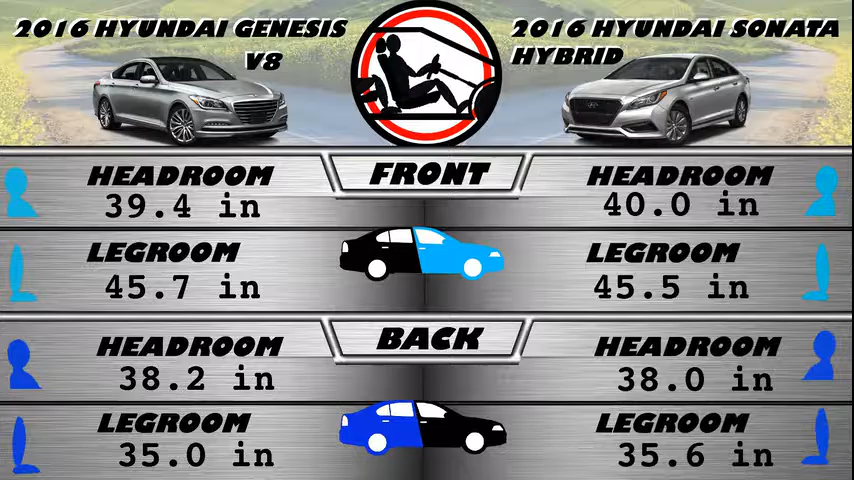 2016 HYUNDAI GENESIS
V8
2016 HYUNDAI SONATA
HYBRID
FRONT
HEADROOM
39.4 in
HEADROOM
40.0 in
LEGROOM
45.7 in
LEGROOM
45.5 in
BACK
HEADROOM
38.2 in
HEADROOM
38.0 in
LEGROOM
35.0 in
LEGROOM
35.6 in